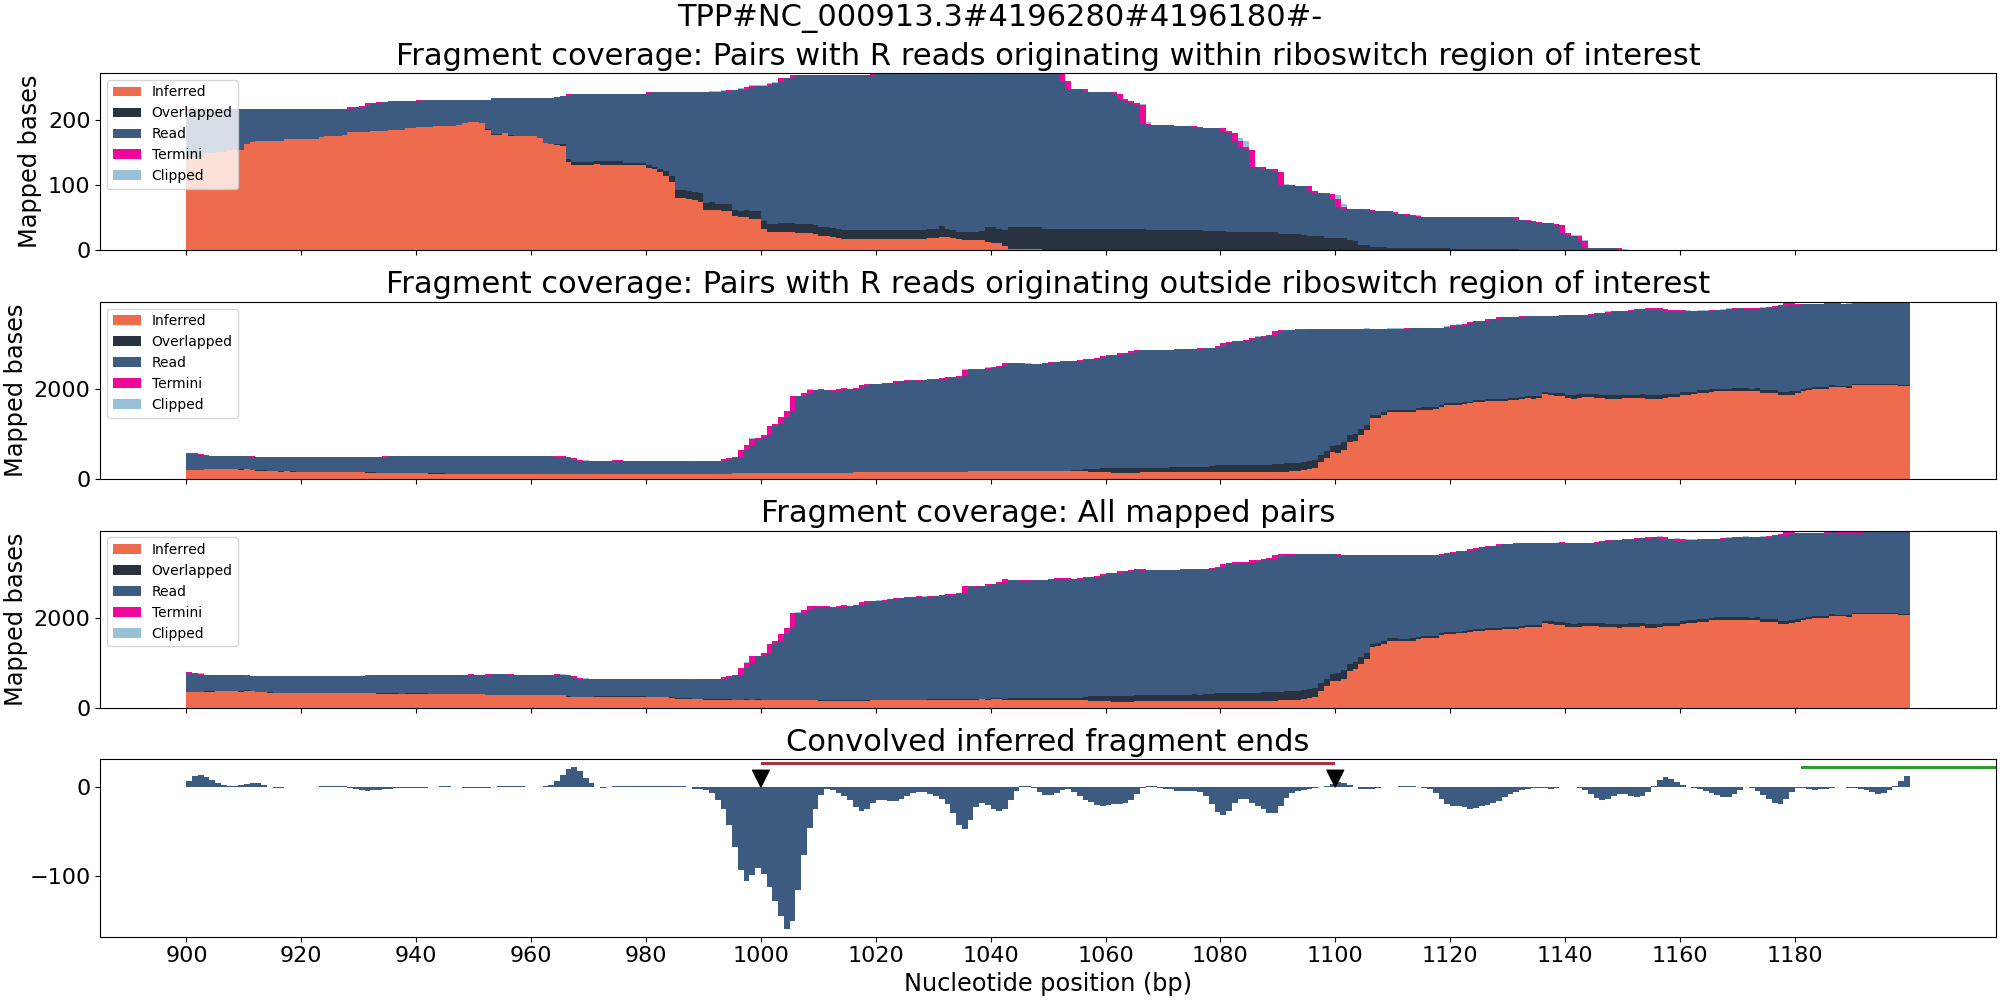 TPP#NC_000913.3#4196280#4196180#-
Fragment coverage: Pairs with R reads originating within riboswitch region of interest
Mapped bases
200
100
0
Inferred
Overlapped
Read
Termini
Clipped
Fragment coverage: Pairs with R reads originating outside riboswitch region of interest
Mapped bases
2000
0
Inferred
Overlapped
Read
Termini
Clipped
Fragment coverage: All mapped pairs
Mapped bases
2000
0
Inferred
Overlapped
Read
Termini
Clipped
Convolved inferred fragment ends
0
−100
900 920 940 960 980 1000 1020 1040 1060 1080 1100 1120 1140 1160 1180
Nucleotide position (bp)